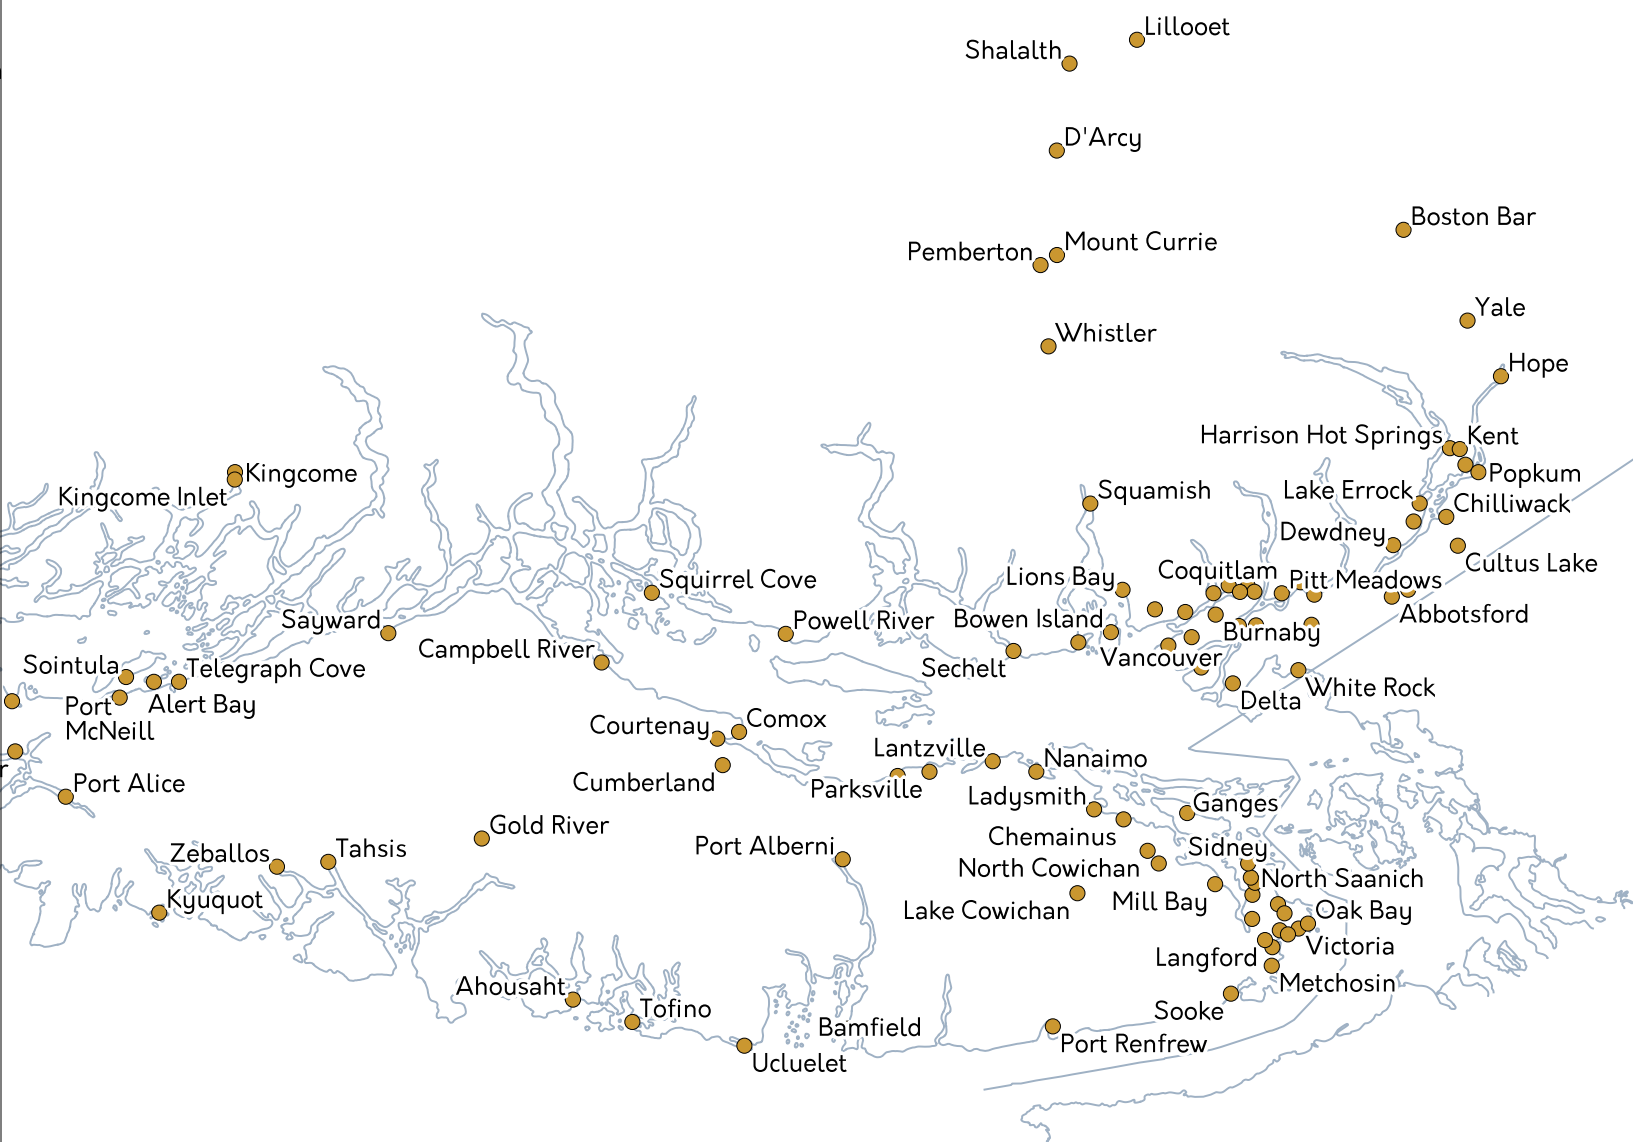 Lillooet
Shalalth
D'Arcy
Boston Bar
Mount Currie
Pemberton
Yale
Whistler
Hope
Harrison Hot Springs
Kent
Kingcome
Popkum
Kingcome Inlet
Squamish
Lake Errock
Chilliwack
Dewdney
Cultus Lake
Coquitlam
Lions Bay
Pitt Meadows
Squirrel Cove
Abbotsford
Sayward
Powell River
Bowen Island
Burnaby
Campbell River
Vancouver
Sointula
Telegraph Cove
Sechelt
White Rock
Delta
Port
McNeill
Alert Bay
Courtenay
Comox
Lantzville
Nanaimo
r
Port Alice
Cumberland
Parksville
Ladysmith
Ganges
Gold River
Chemainus
Port Alberni
Sidney
Zeballos
Tahsis
North Cowichan
North Saanich
Kyuquot
Mill Bay
Lake Cowichan
Oak Bay
Victoria
Langford
Ahousaht
Metchosin
Tofino
Sooke
Bamfield
Port Renfrew
Ucluelet